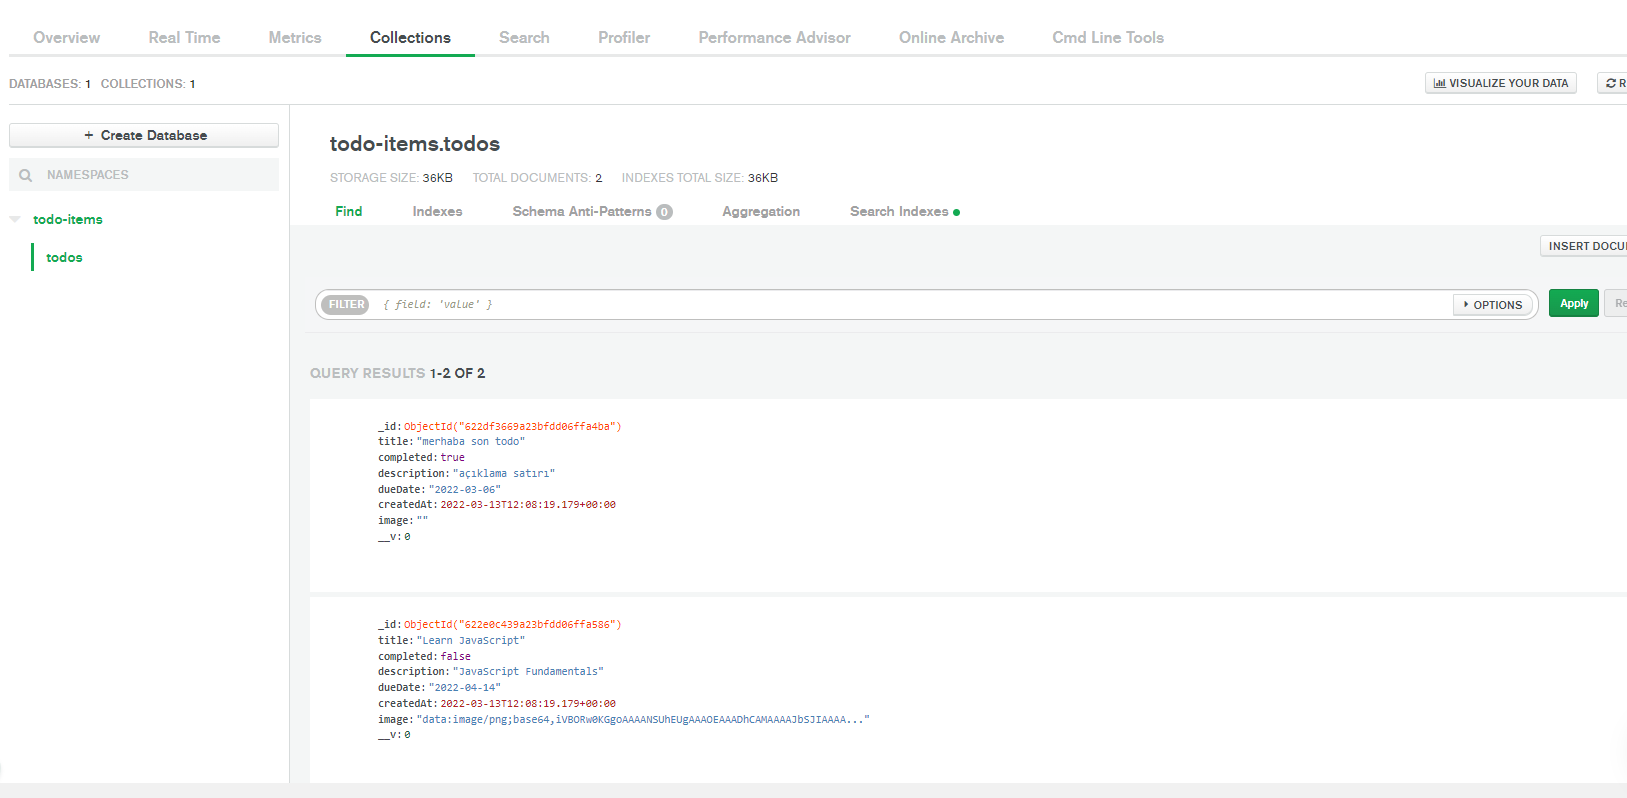 Overview Real Time Metrics Collections Search Profiler Performance Advisor Online Archive Cmd Line Tools
DATABASES: 1 COLLECTIONS: 1
VISUALIZE YOUR DATA
+ Create Database
NAMESPACES
todo-items
todos
todo-items.todos
STORAGE SIZE: 36KB TOTAL DOCUMENTS: 2 INDEXES TOTAL SIZE: 36KB
Find Indexes Schema Anti-Patterns 0 Aggregation Search Indexes
INSERT DOCU
FILTER { field: 'value' } OPTIONS Apply Re
QUERY RESULTS 1-2 OF 2
_id: ObjectId("622df3669a23bfdd06ffa4ba")
title: "merhaba son todo"
completed: true
description: "açıklama satırı"
dueDate: "2022-03-06"
createdAt: 2022-03-13T12:08:19.179+00:00
image: ""
__v: 0
_id: ObjectId("622e0c439a23bfdd06ffa586")
title: "Learn JavaScript"
completed: false
description: "JavaScript Fundamentals"
dueDate: "2022-04-14"
createdAt: 2022-03-13T12:08:19.179+00:00
image: "data:image/png;base64,iVBORw0KGgoAAAANSUhEUgAAAOEAAADhCAMAAAAJbSJIAAAA..."
__v: 0